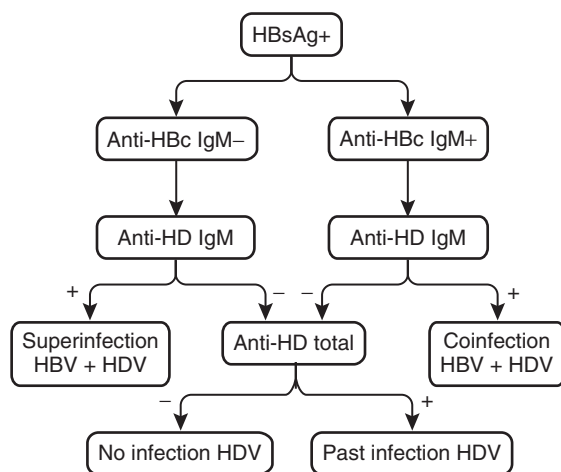 HBsAg+
Anti-HBc IgM−
Anti-HBc IgM+
Anti-HD IgM
Anti-HD IgM
+
−
−
+
Superinfection
HBV + HDV
Anti-HD total
Coinfection
HBV + HDV
−
+
No infection HDV
Past infection HDV